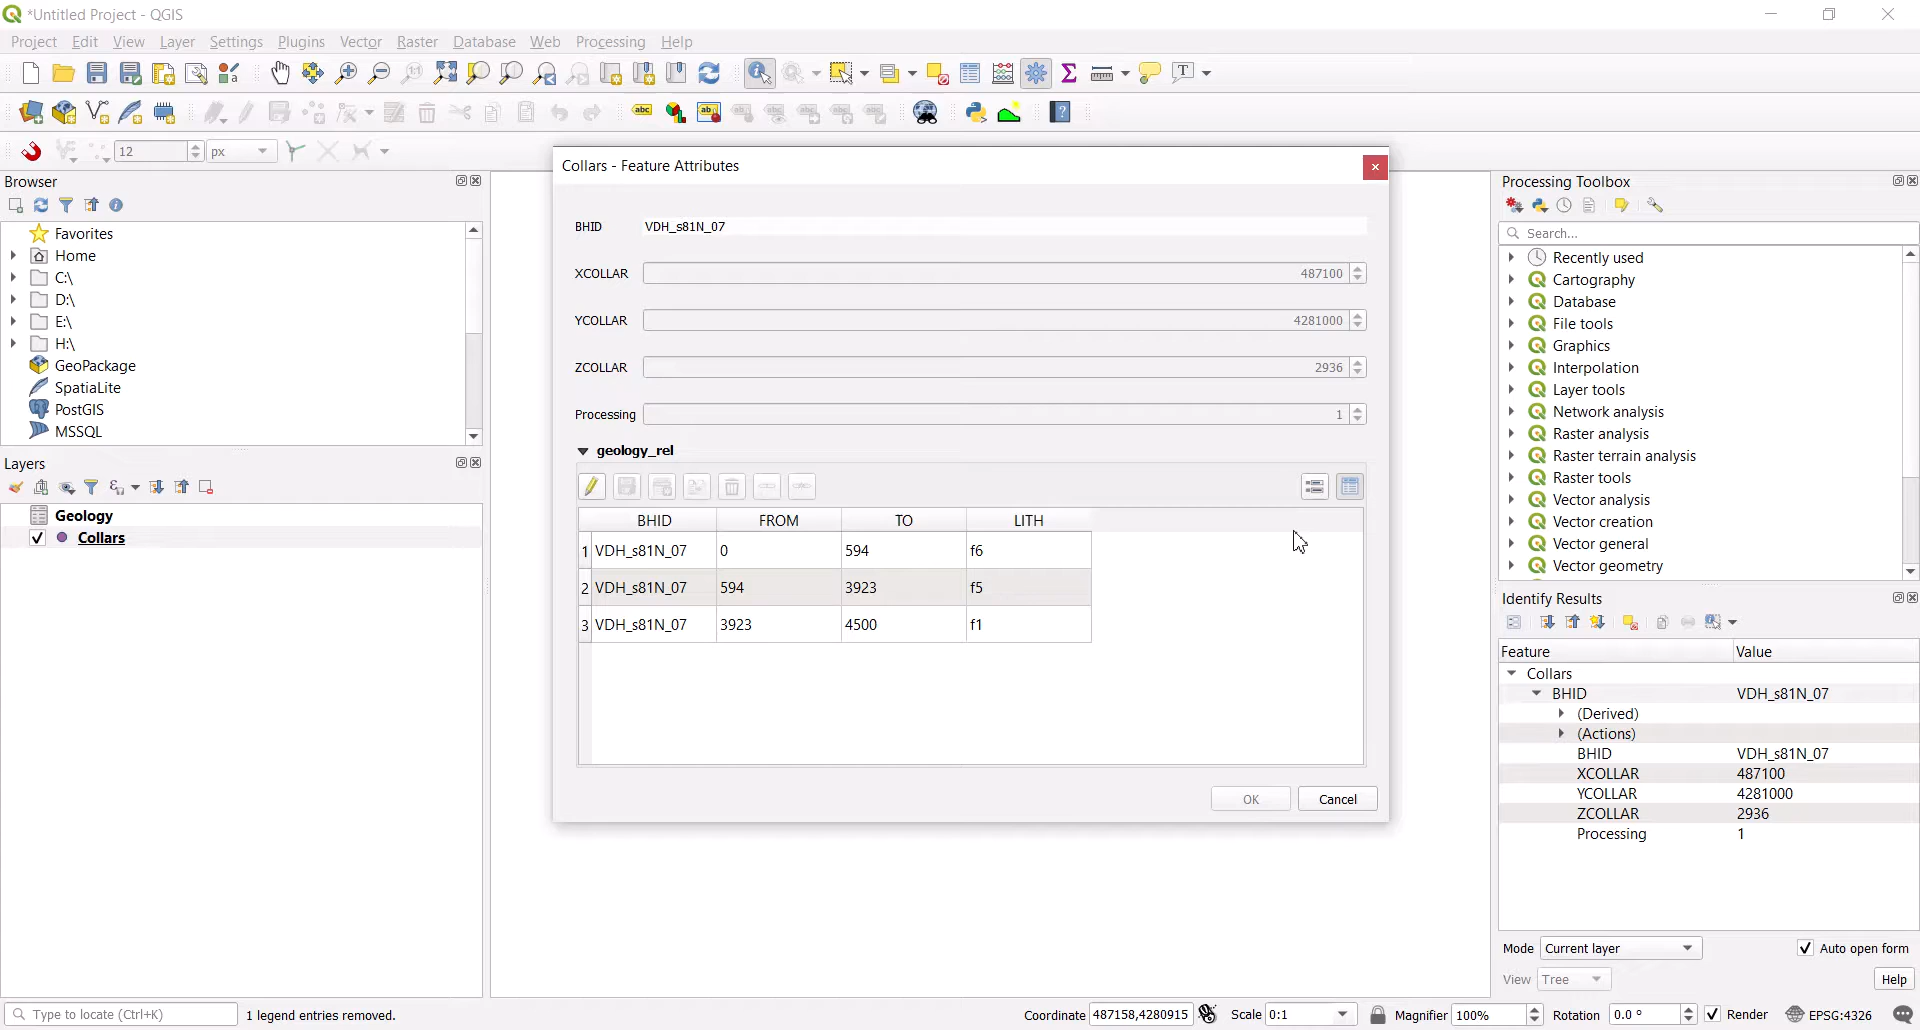 *Untitled Project - QGIS
Project Edit View Layer Settings Plugins Vector Raster Database Web Processing Help
12 px
Browser
Favorites
Home
C:\
D:\
E:\
H:\
GeoPackage
SpatiaLite
PostGIS
MSSQL
Layers
Geology
Collars
Collars - Feature Attributes
BHID VDH_s81N_07
XCOLLAR 487100
YCOLLAR 4281000
ZCOLLAR 2936
Processing 1
geology_rel
BHID FROM TO LITH
1 VDH_s81N_07 0 594 f6
2 VDH_s81N_07 594 3923 f5
3 VDH_s81N_07 3923 4500 f1
OK Cancel
Processing Toolbox
Search...
Recently used
Cartography
Database
File tools
Graphics
Interpolation
Layer tools
Network analysis
Raster analysis
Raster terrain analysis
Raster tools
Vector analysis
Vector creation
Vector general
Vector geometry
Identify Results
Feature Value
Collars
BHID VDH_s81N_07
(Derived)
(Actions)
BHID VDH_s81N_07
XCOLLAR 487100
YCOLLAR 4281000
ZCOLLAR 2936
Processing 1
Mode Current layer Auto open form
View Tree Help
Type to locate (Ctrl+K) 1 legend entries removed. Coordinate 487158,4280915 Scale 0:1 Magnifier 100% Rotation 0.0 ° Render EPSG:4326